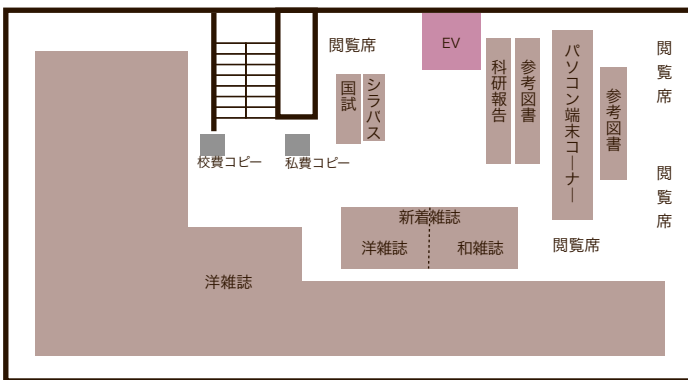 閲覧席
EV
閲覧席
国試
シラバス
科研報告
参考図書
パソコン端末コーナー
参考図書
校費コピー
私費コピー
閲覧席
新着雑誌
洋雑誌
和雑誌
閲覧席
洋雑誌